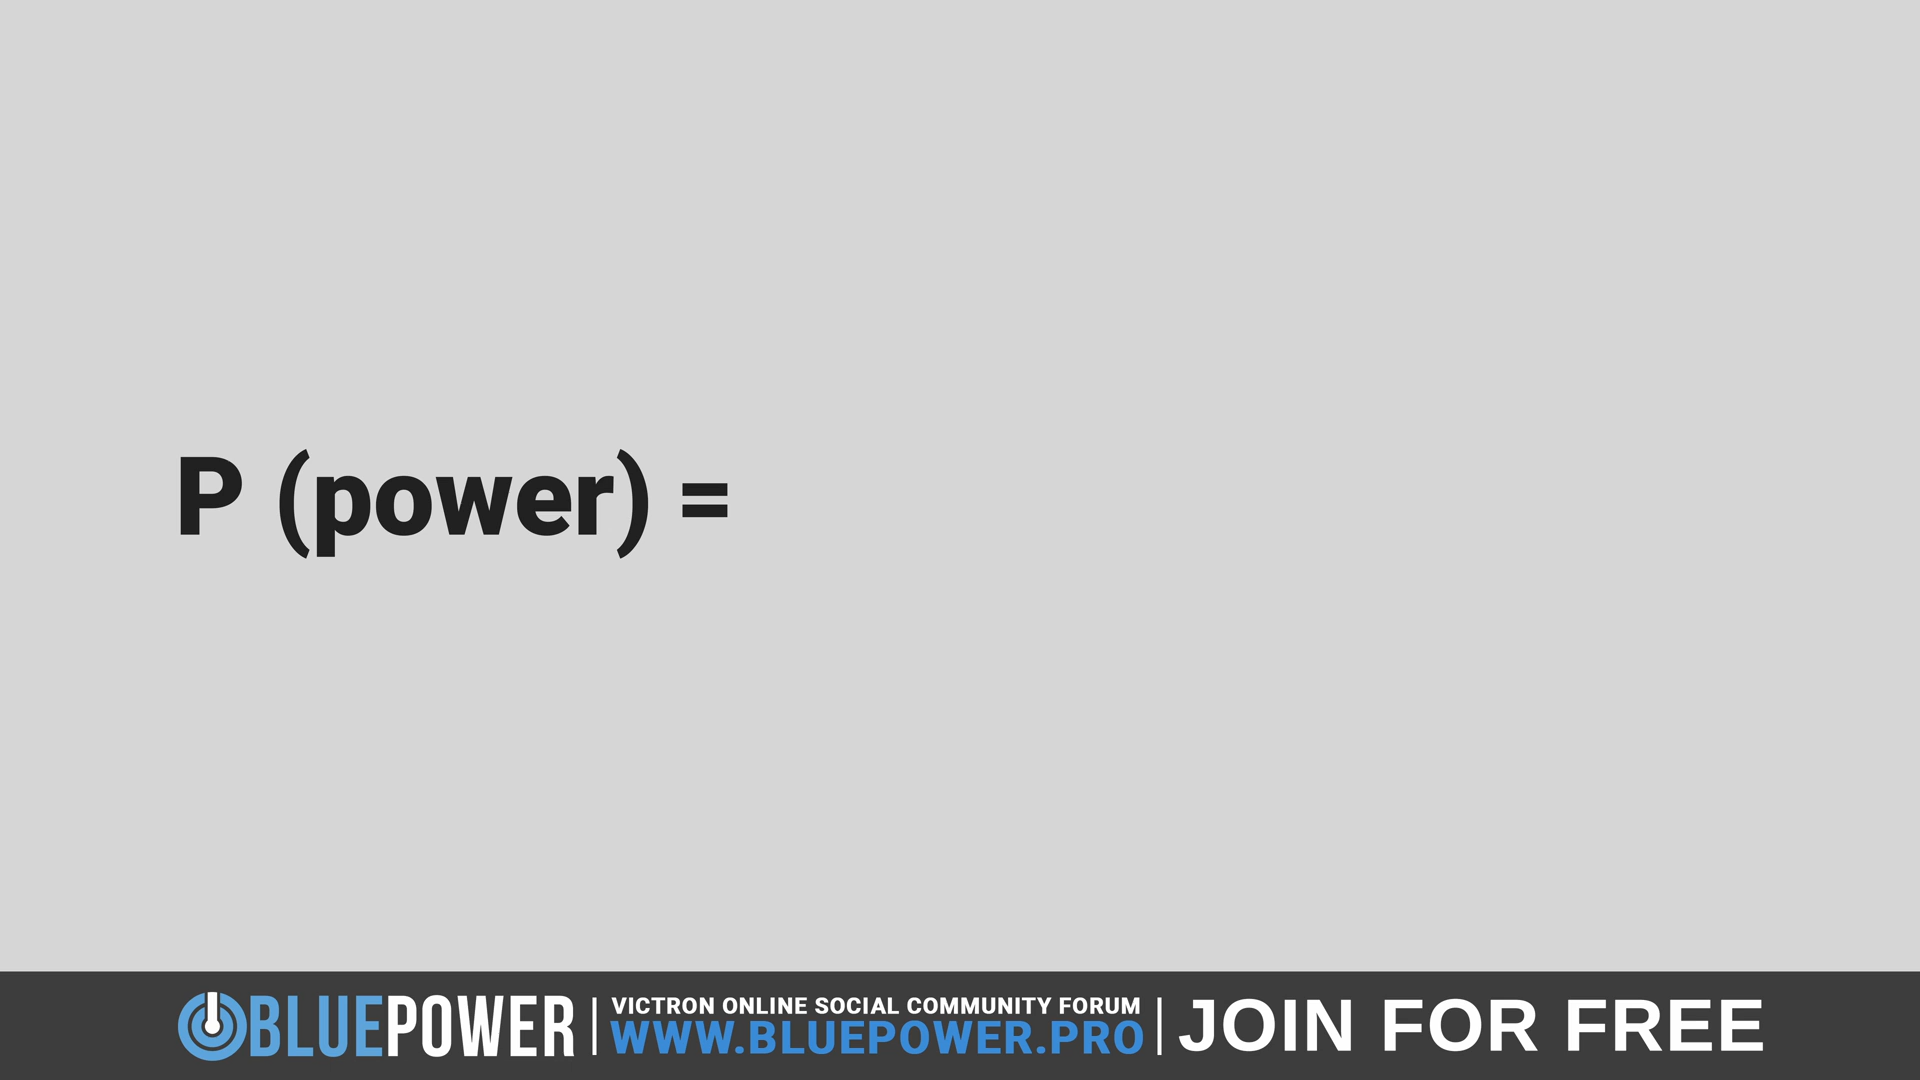 P (power) =
BLUEPOWER
VICTRON ONLINE SOCIAL COMMUNITY FORUM
WWW.BLUEPOWER.PRO
JOIN FOR FREE